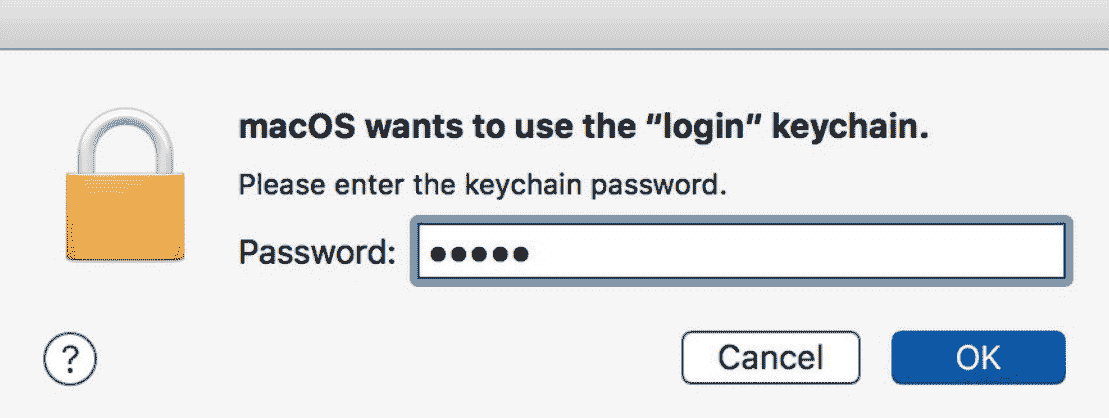 macOS wants to use the “login” keychain.
Please enter the keychain password.
Password: •••••
?
Cancel
OK